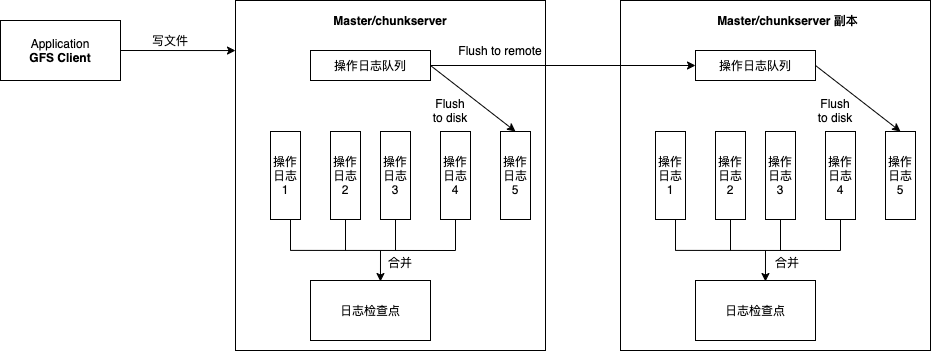 Application
GFS Client
写文件
Master/chunkserver
操作日志队列
Flush
to disk
操作
日志
1
操作
日志
2
操作
日志
3
操作
日志
4
操作
日志
5
合并
日志检查点
Flush to remote
Master/chunkserver 副本
操作日志队列
Flush
to disk
操作
日志
1
操作
日志
2
操作
日志
3
操作
日志
4
操作
日志
5
合并
日志检查点